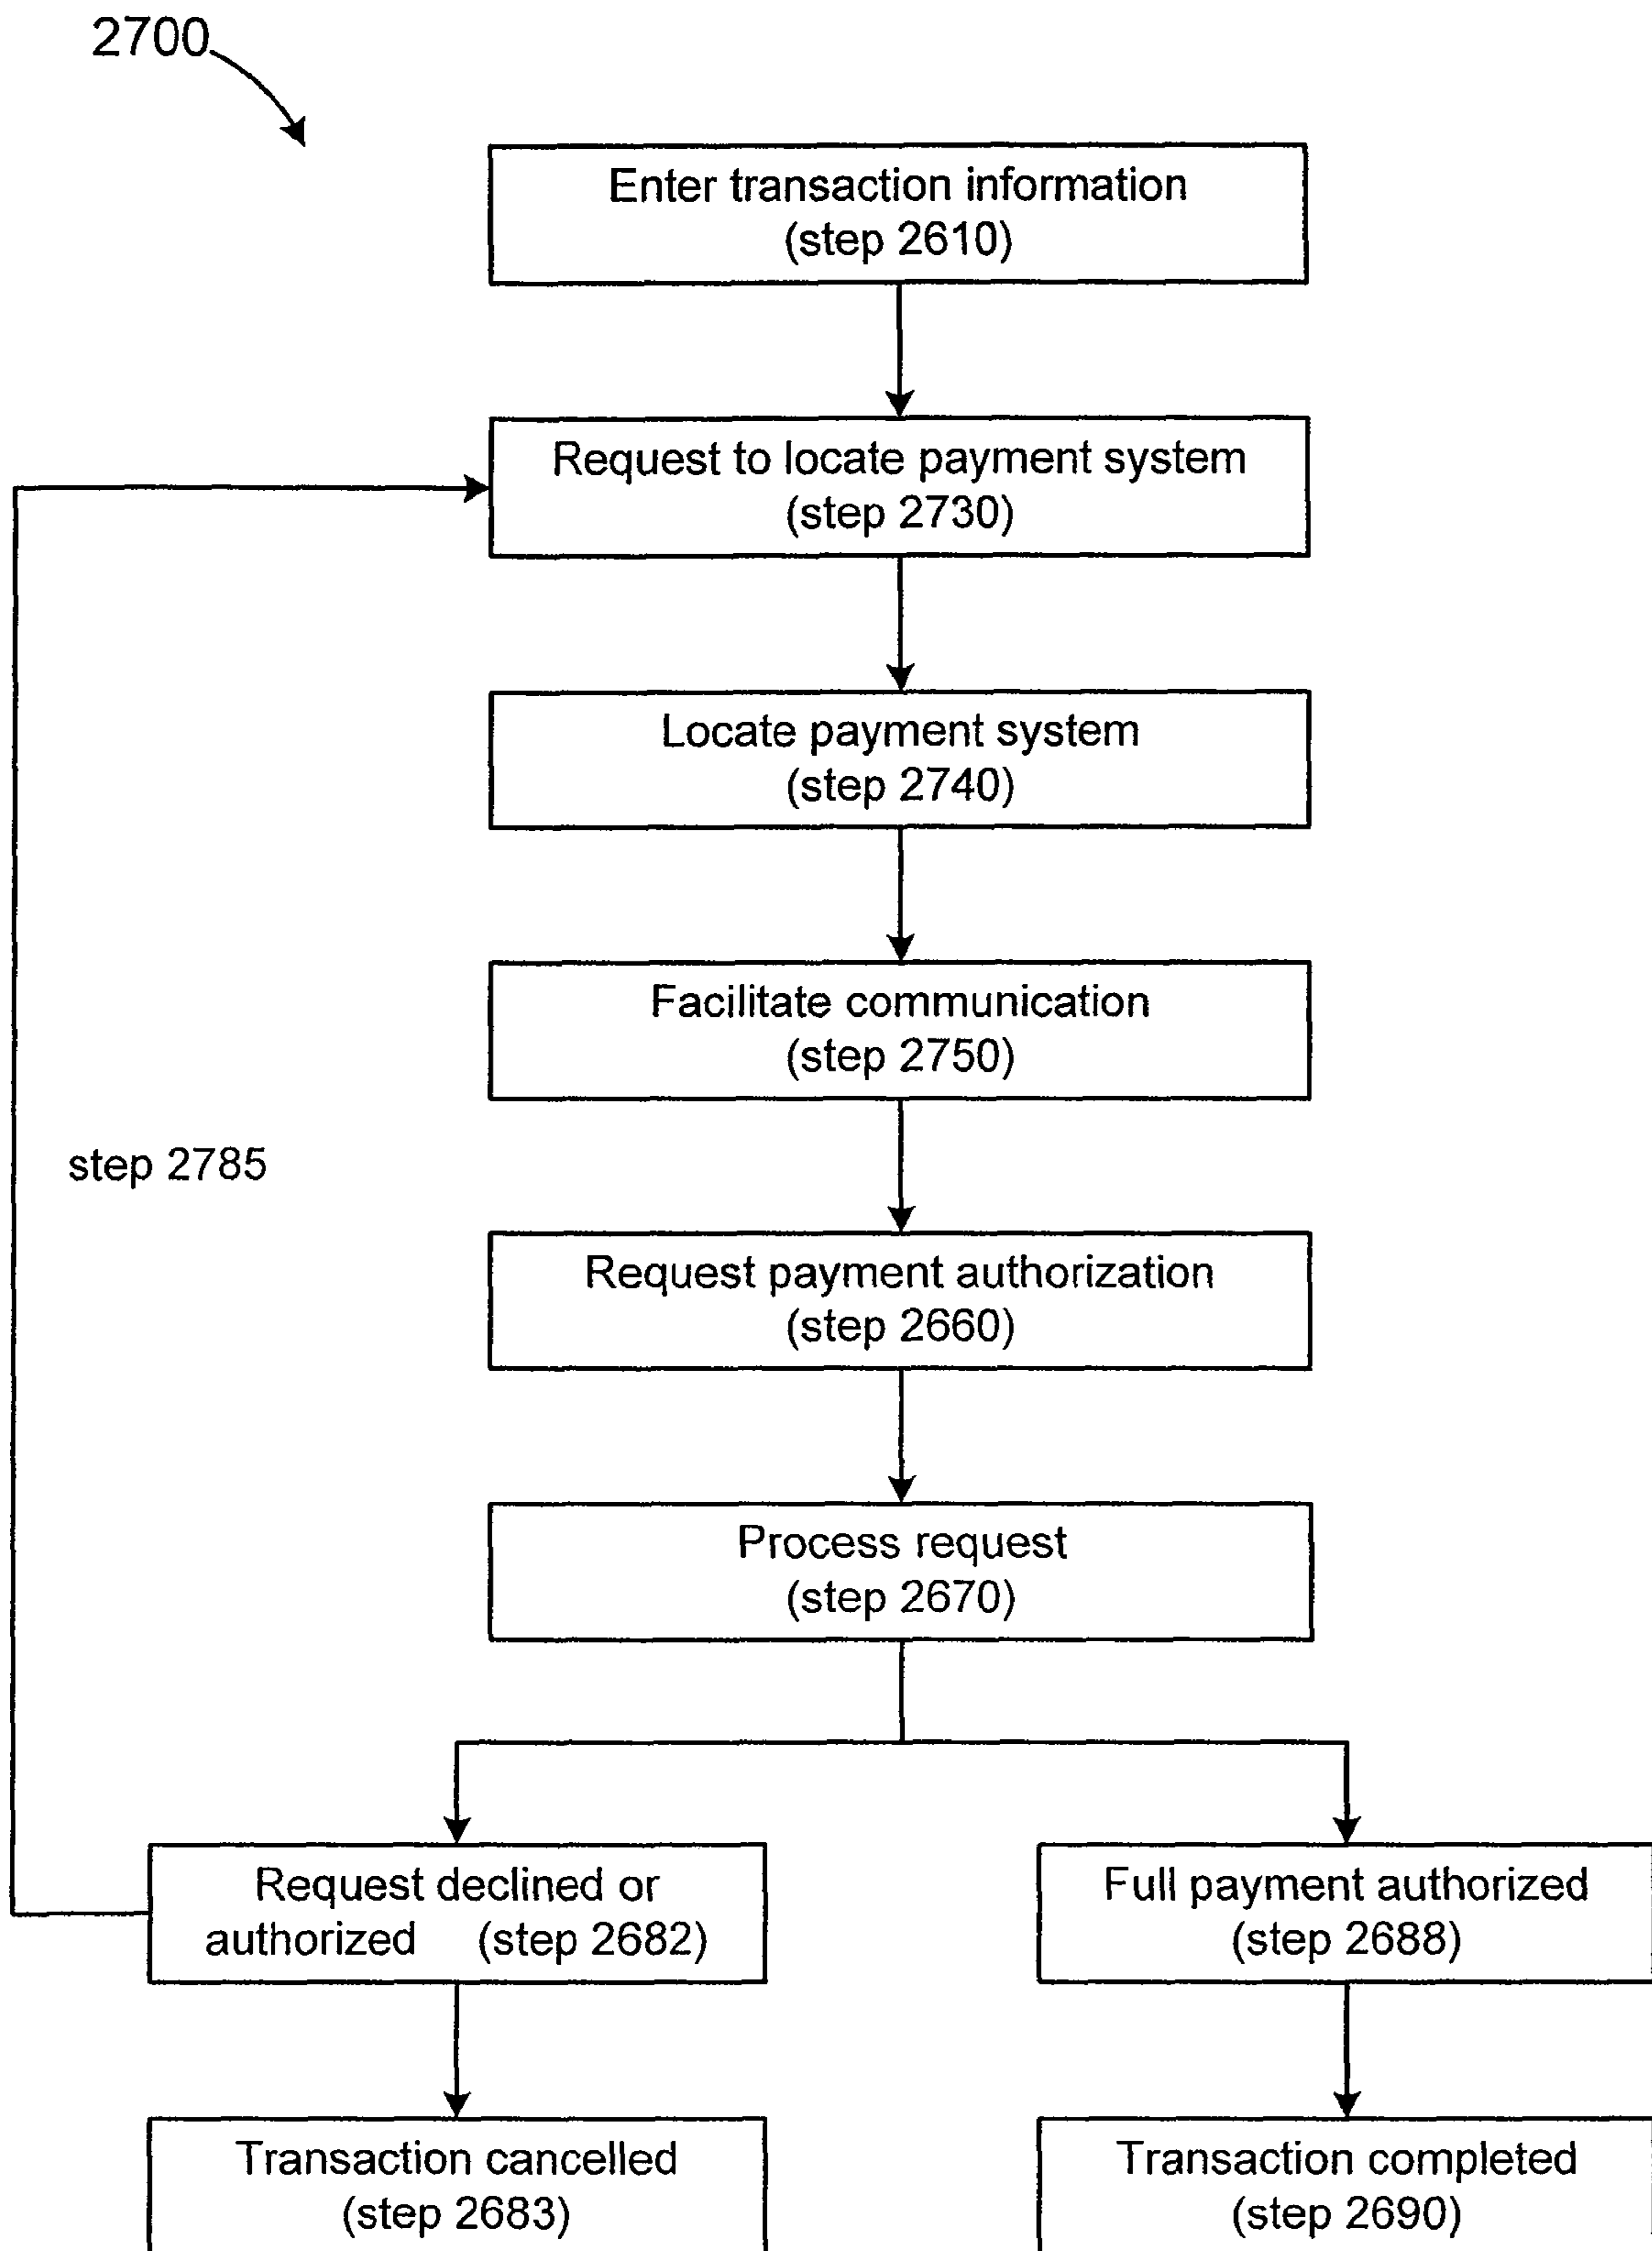 2700
Enter transaction information
(step 2610)
Request to locate payment system
(step 2730)
Locate payment system
(step 2740)
Facilitate communication
(step 2750)
step 2785
Request payment authorization
(step 2660)
Process request
(step 2670)
Request declined or
authorized (step 2682)
Full payment authorized
(step 2688)
Transaction cancelled
(step 2683)
Transaction completed
(step 2690)